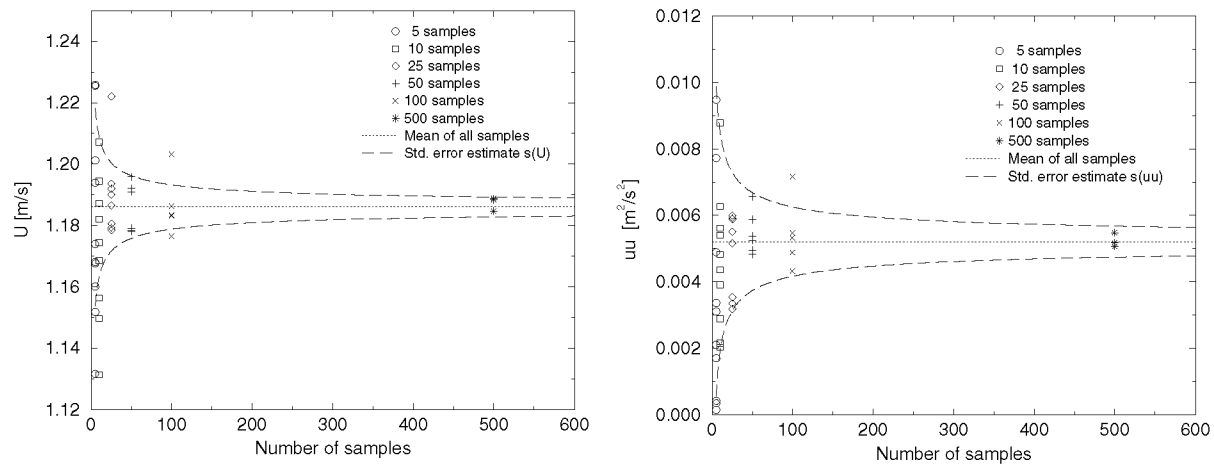 1.24
1.22
1.20
1.18
1.16
1.13
1.12
U [m/s]
0
100
200
300
400
500
600
Number of samples
5 samples
10 samples
25 samples
50 samples
100 samples
500 samples
Mean of all samples
Std. error estimate s(U)
0.012
0.010
0.008
0.006
0.004
0.002
0.000
uu [m²/s²]
0
100
200
300
400
500
600
Number of samples
5 samples
10 samples
25 samples
50 samples
100 samples
500 samples
Mean of all samples
Std. error estimate s(uu)